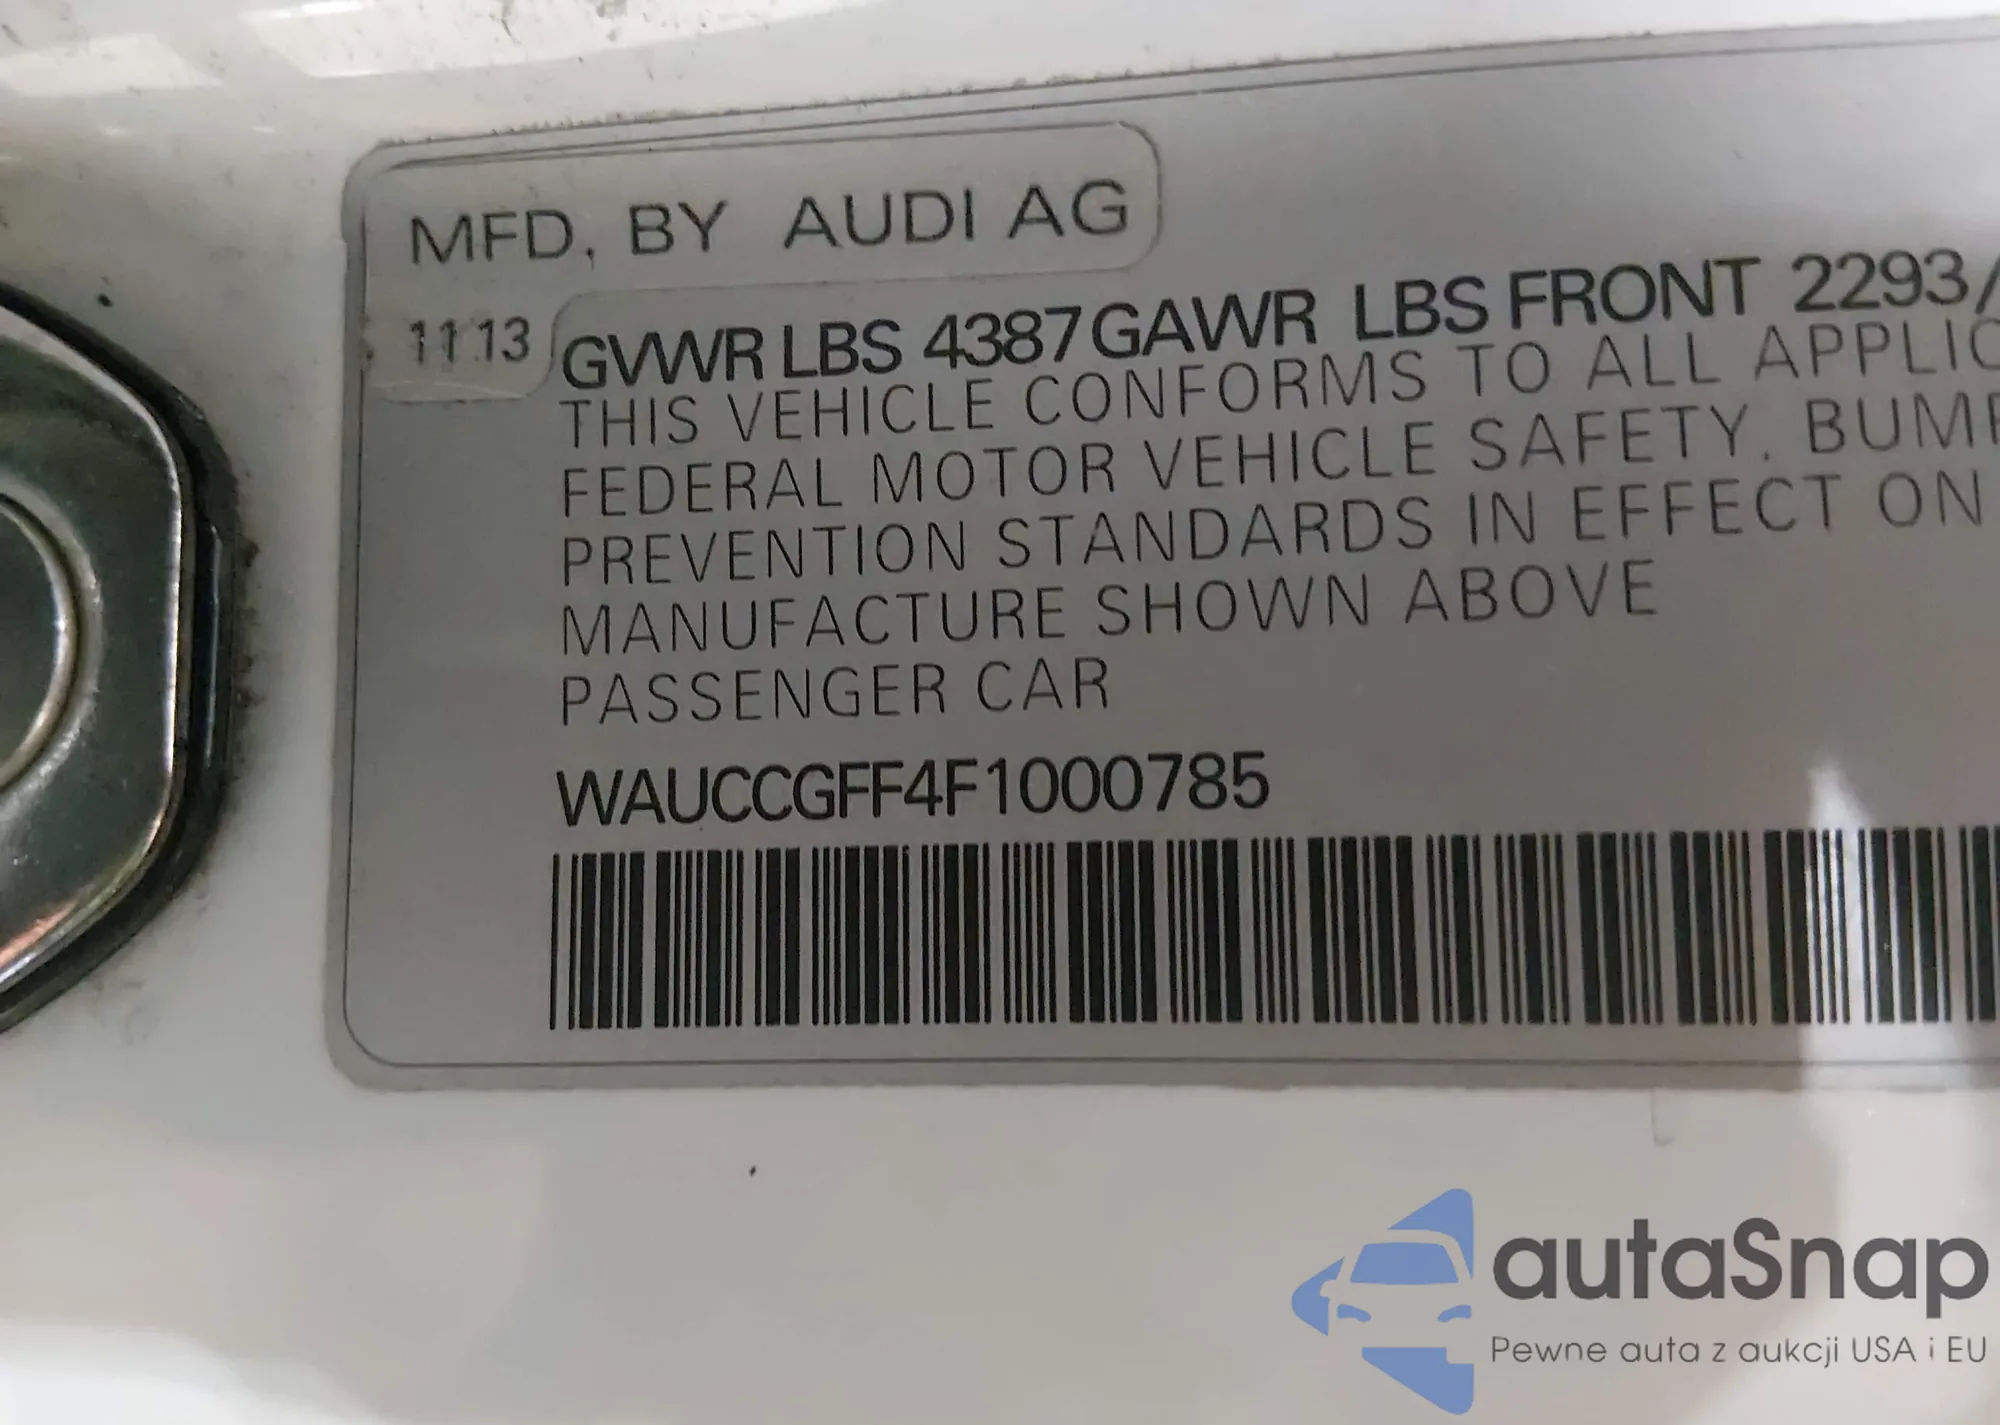 MFD. BY AUDI AG
11 13 GVWR LBS 4387 GAWR LBS FRONT 2293/
THIS VEHICLE CONFORMS TO ALL APPLIC
FEDERAL MOTOR VEHICLE SAFETY. BUMP
PREVENTION STANDARDS IN EFFECT ON
MANUFACTURE SHOWN ABOVE
PASSENGER CAR
WAUCCGFF4F1000785
autaSnap
Pewne auta z aukcji USA i EU